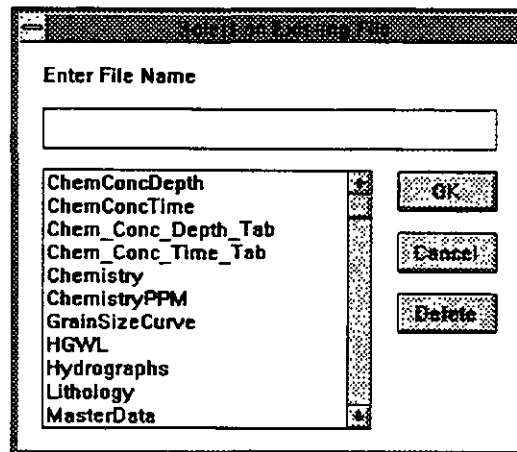 Select an Existing File
Enter File Name
ChemConcDepth
ChemConcTime
Chem_Conc_Depth_Tab
Chem_Conc_Time_Tab
Chemistry
ChemistryPPM
GrainSizeCurve
HGWL
Hydrographs
Lithology
MasterData
OK
Cancel
Delete